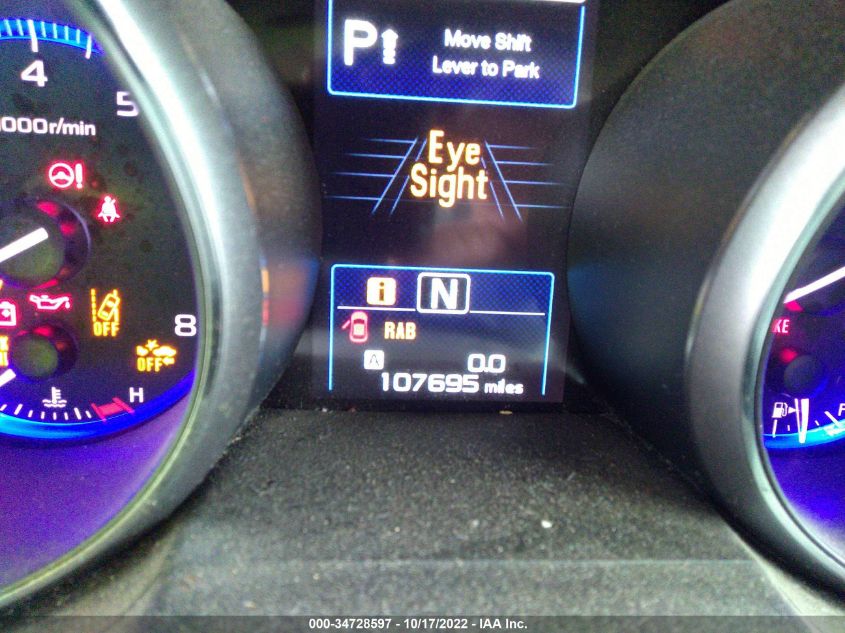 P
Move Shift
Lever to Park
4
5
000r/min
Eye
Sight
OFF
8
OFF
H
i N
RAB
A 0.0
107695 miles
KE
F
000-34728597 - 10/17/2022 - IAA Inc.